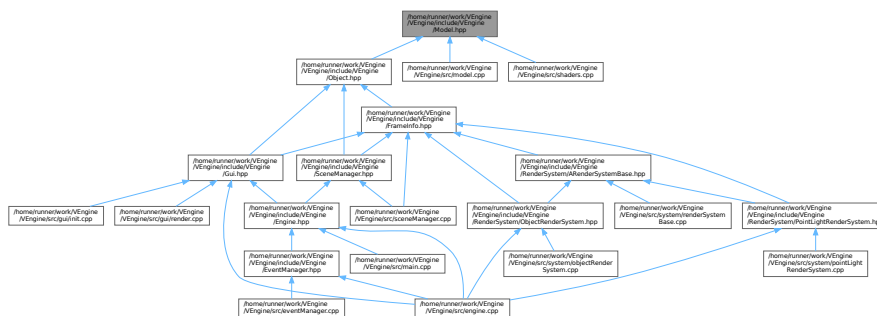 /home/runner/work/VEngine
/VEngine/include/VEngine
/Model.hpp
/home/runner/work/VEngine
/VEngine/include/VEngine
/Object.hpp
/home/runner/work/VEngine
/VEngine/src/model.cpp
/home/runner/work/VEngine
/VEngine/src/shaders.cpp
/home/runner/work/VEngine
/VEngine/include/VEngine
/FrameInfo.hpp
/home/runner/work/VEngine
/VEngine/include/VEngine
/Gui.hpp
/home/runner/work/VEngine
/VEngine/include/VEngine
/SceneManager.hpp
/home/runner/work/VEngine
/VEngine/include/VEngine
/RenderSystem/ARenderSystemBase.hpp
/home/runner/work/VEngine
/VEngine/src/gui/init.cpp
/home/runner/work/VEngine
/VEngine/src/gui/render.cpp
/home/runner/work/VEngine
/VEngine/include/VEngine
/Engine.hpp
/home/runner/work/VEngine
/VEngine/src/sceneManager.cpp
/home/runner/work/VEngine
/VEngine/include/VEngine
/RenderSystem/ObjectRenderSystem.hpp
/home/runner/work/VEngine
/VEngine/src/system/renderSystem
Base.cpp
/home/runner/work/VEngine
/VEngine/include/VEngine
/RenderSystem/PointLightRenderSystem.hpp
/home/runner/work/VEngine
/VEngine/include/VEngine
/EventManager.hpp
/home/runner/work/VEngine
/VEngine/src/main.cpp
/home/runner/work/VEngine
/VEngine/src/system/objectRender
System.cpp
/home/runner/work/VEngine
/VEngine/src/system/pointLight
RenderSystem.cpp
/home/runner/work/VEngine
/VEngine/src/eventManager.cpp
/home/runner/work/VEngine
/VEngine/src/engine.cpp